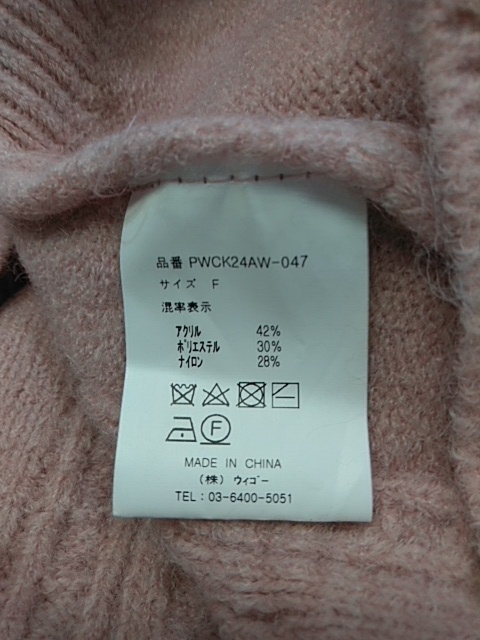 品番 PWCK24AW-047
サイズ F
混率表示
アクリル 42%
ポリエステル 30%
ナイロン 28%
F
MADE IN CHINA
(株) ウィゴー
TEL: 03-6400-5051